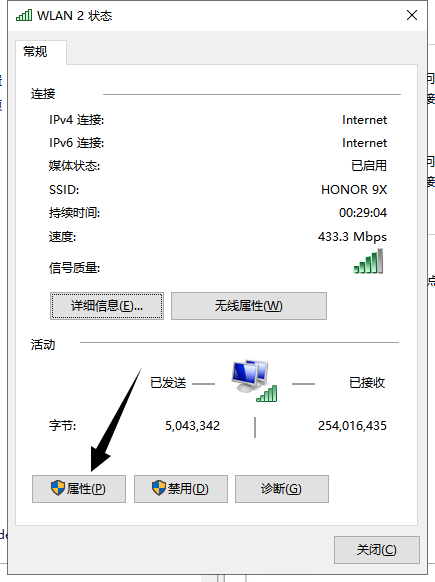 WLAN 2 状态
常规
连接
IPv4 连接: Internet
IPv6 连接: Internet
媒体状态: 已启用
SSID: HONOR 9X
持续时间: 00:29:04
速度: 433.3 Mbps
信号质量:
详细信息(E)... 无线属性(W)
活动
已发送 已接收
字节: 5,043,342 254,016,435
属性(P) 禁用(D) 诊断(G)
关闭(C)